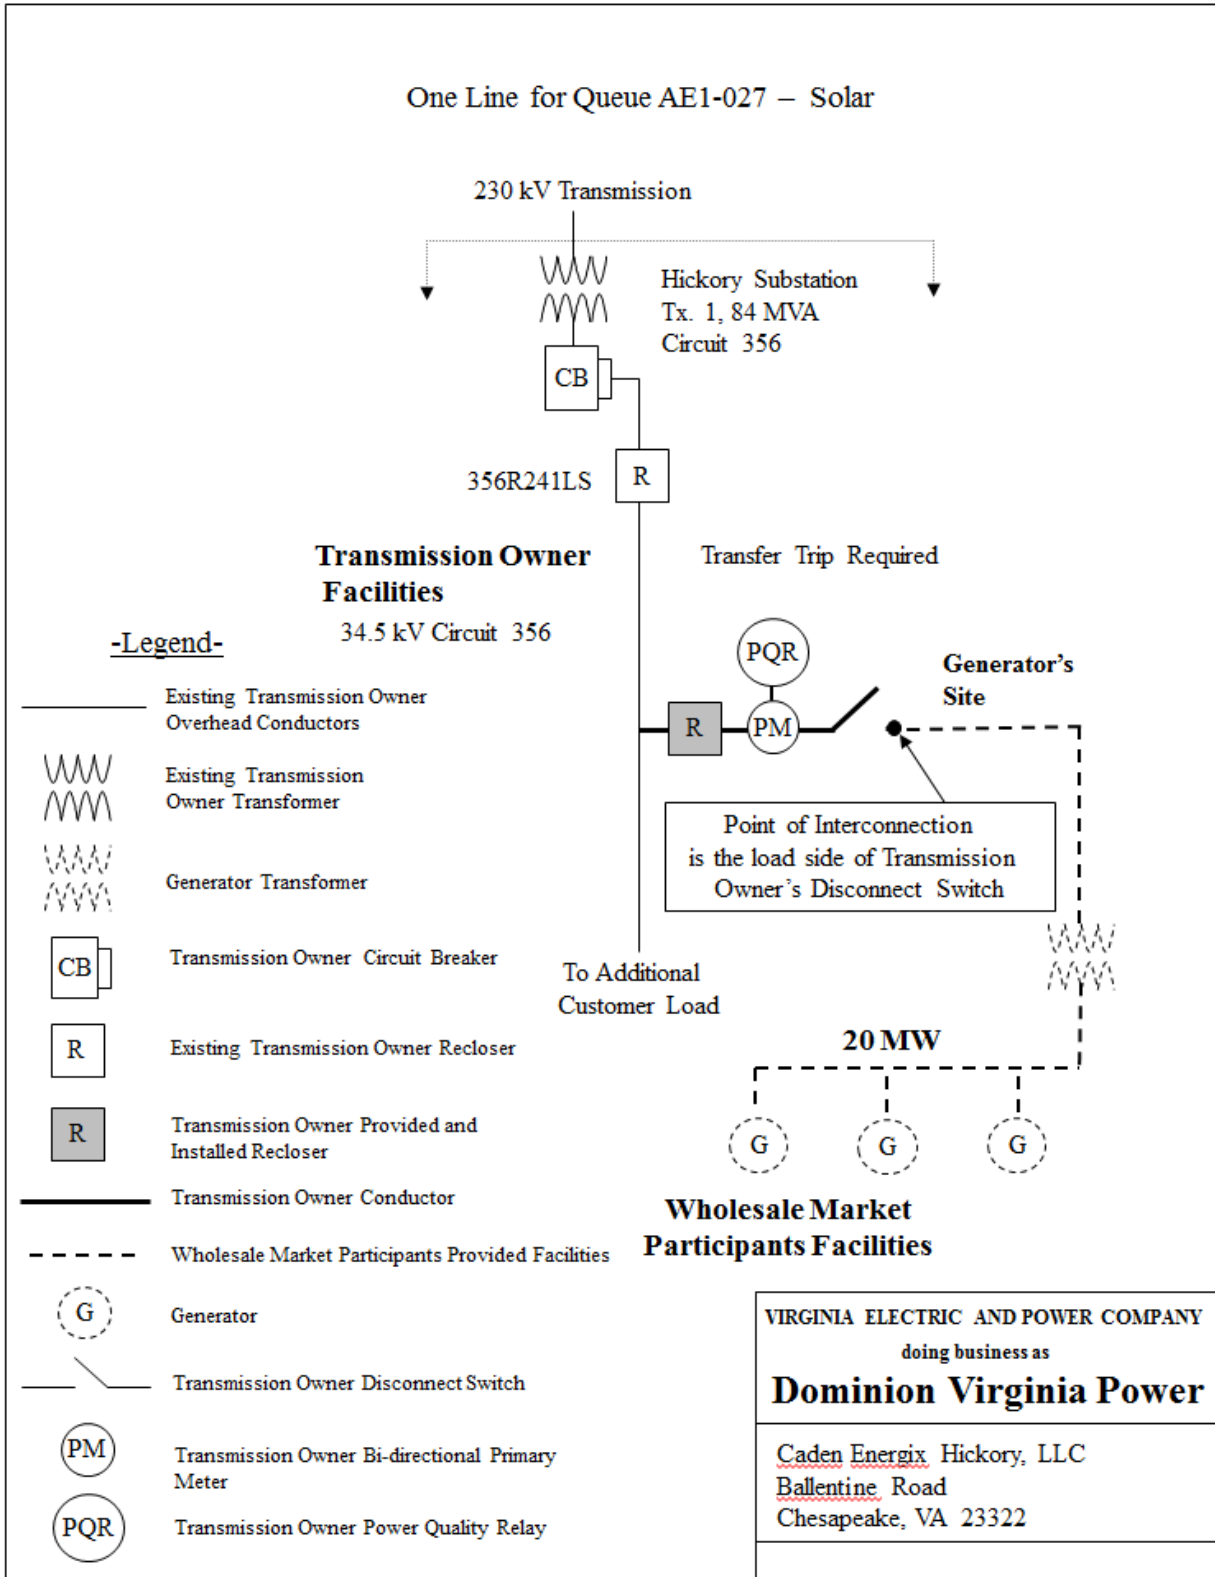 One Line for Queue AE1-027 – Solar
230 kV Transmission
Hickory Substation
Tx. 1, 84 MVA
Circuit 356
CB
356R241LS
R
Transmission Owner
Facilities
34.5 kV Circuit 356
Transfer Trip Required
PQR
R
PM
Generator's
Site
Point of Interconnection
is the load side of Transmission
Owner's Disconnect Switch
To Additional
Customer Load
20 MW
G
G
G
Wholesale Market
Participants Facilities
-Legend-
Existing Transmission Owner
Overhead Conductors
Existing Transmission
Owner Transformer
Generator Transformer
CB
Transmission Owner Circuit Breaker
R
Existing Transmission Owner Recloser
R
Transmission Owner Provided and
Installed Recloser
Transmission Owner Conductor
Wholesale Market Participants Provided Facilities
G
Generator
Transmission Owner Disconnect Switch
PM
Transmission Owner Bi-directional Primary
Meter
PQR
Transmission Owner Power Quality Relay
VIRGINIA ELECTRIC AND POWER COMPANY
doing business as
Dominion Virginia Power
Caden Energix Hickory, LLC
Ballentine Road
Chesapeake, VA 23322